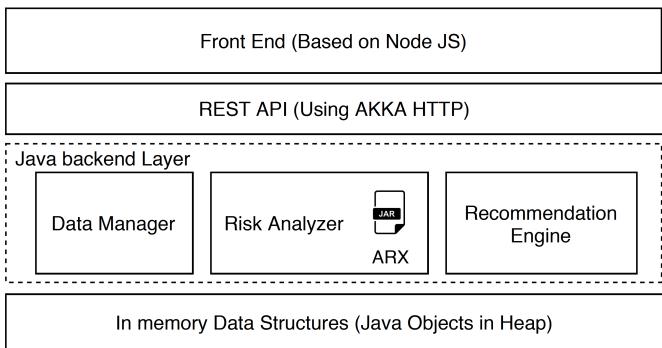 Front End (Based on Node JS)
REST API (Using AKKA HTTP)
Java backend Layer
Data Manager
Risk Analyzer
JAR
ARX
Recommendation
Engine
In memory Data Structures (Java Objects in Heap)